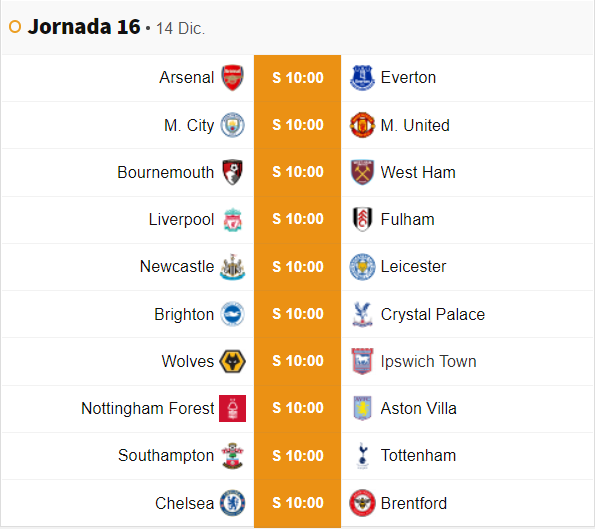 Jornada 16 • 14 Dic.
Arsenal S 10:00 Everton
M. City S 10:00 M. United
Bournemouth S 10:00 West Ham
Liverpool S 10:00 Fulham
Newcastle S 10:00 Leicester
Brighton S 10:00 Crystal Palace
Wolves S 10:00 Ipswich Town
Nottingham Forest S 10:00 Aston Villa
Southampton S 10:00 Tottenham
Chelsea S 10:00 Brentford